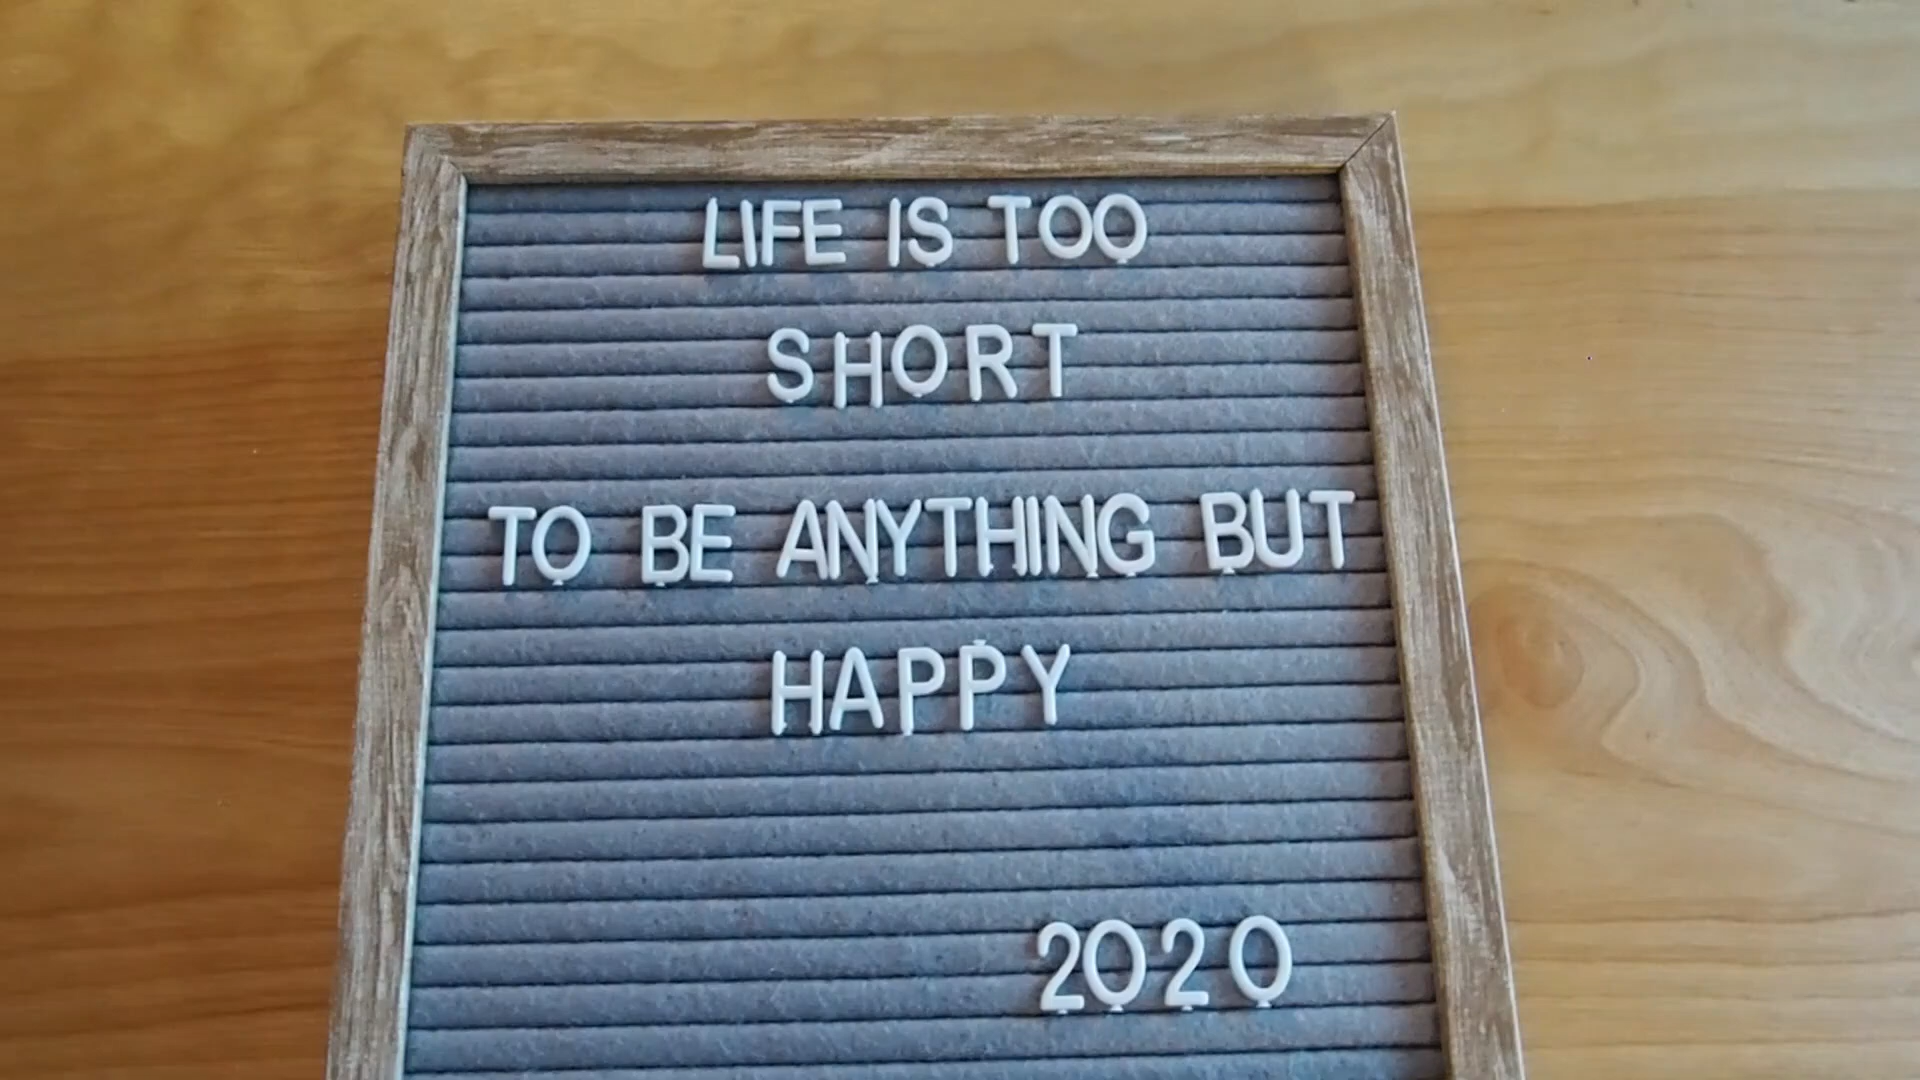 LIFE IS TOO
SHORT
TO BE ANYTHING BUT
HAPPY
2020